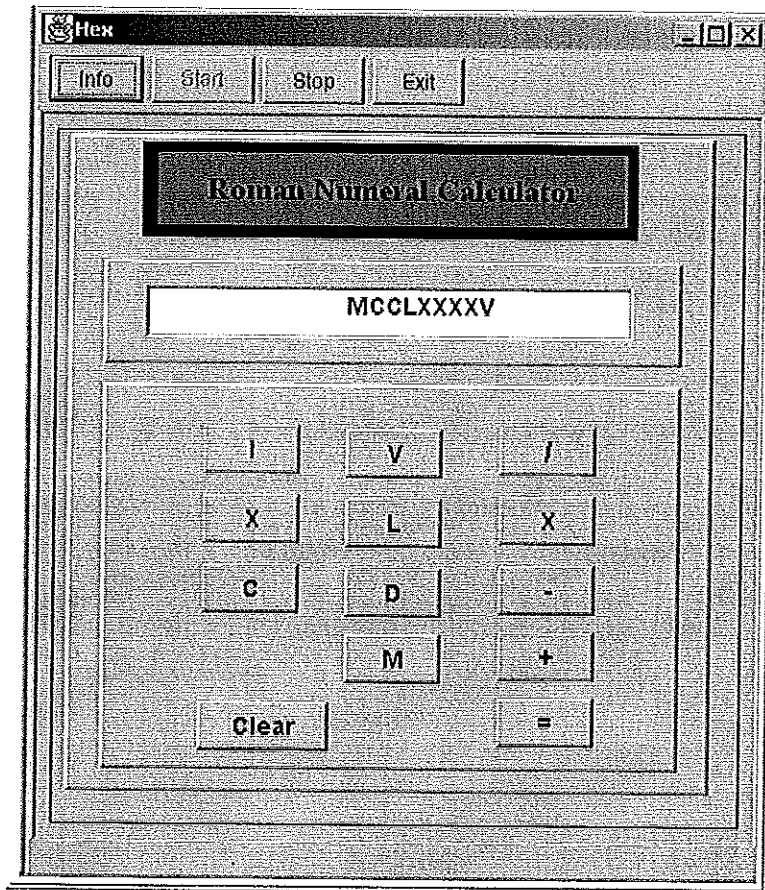 Hex
Info Start Stop Exit
Roman Numeral Calculator
MCCLXXXXV
I V /
X L X
C D -
M +
Clear =